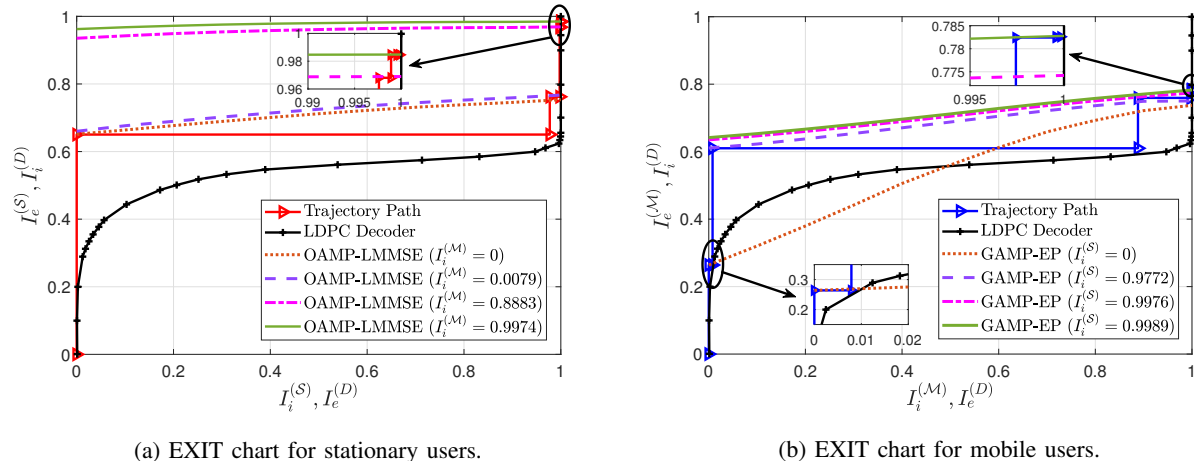 1
0.8
0.6
0.4
0.2
0
I_e^{(S)}, I_i^{(D)}
1
0.98
0.96
0.99
0.995
1
Trajectory Path
LDPC Decoder
OAMP-LMMSE (I_i^{(M)} = 0)
OAMP-LMMSE (I_i^{(M)} = 0.0079)
OAMP-LMMSE (I_i^{(M)} = 0.8883)
OAMP-LMMSE (I_i^{(M)} = 0.9974)
0 0.2 0.4 0.6 0.8 1
I_i^{(S)}, I_e^{(D)}
(a) EXIT chart for stationary users.
1
0.8
0.6
0.4
0.2
0
I_e^{(M)}, I_i^{(D)}
0.785
0.78
0.775
0.995
1
0.3
0.2
0 0.01 0.02
Trajectory Path
LDPC Decoder
GAMP-EP (I_i^{(S)} = 0)
GAMP-EP (I_i^{(S)} = 0.9772)
GAMP-EP (I_i^{(S)} = 0.9976)
GAMP-EP (I_i^{(S)} = 0.9989)
0 0.2 0.4 0.6 0.8 1
I_i^{(M)}, I_e^{(D)}
(b) EXIT chart for mobile users.